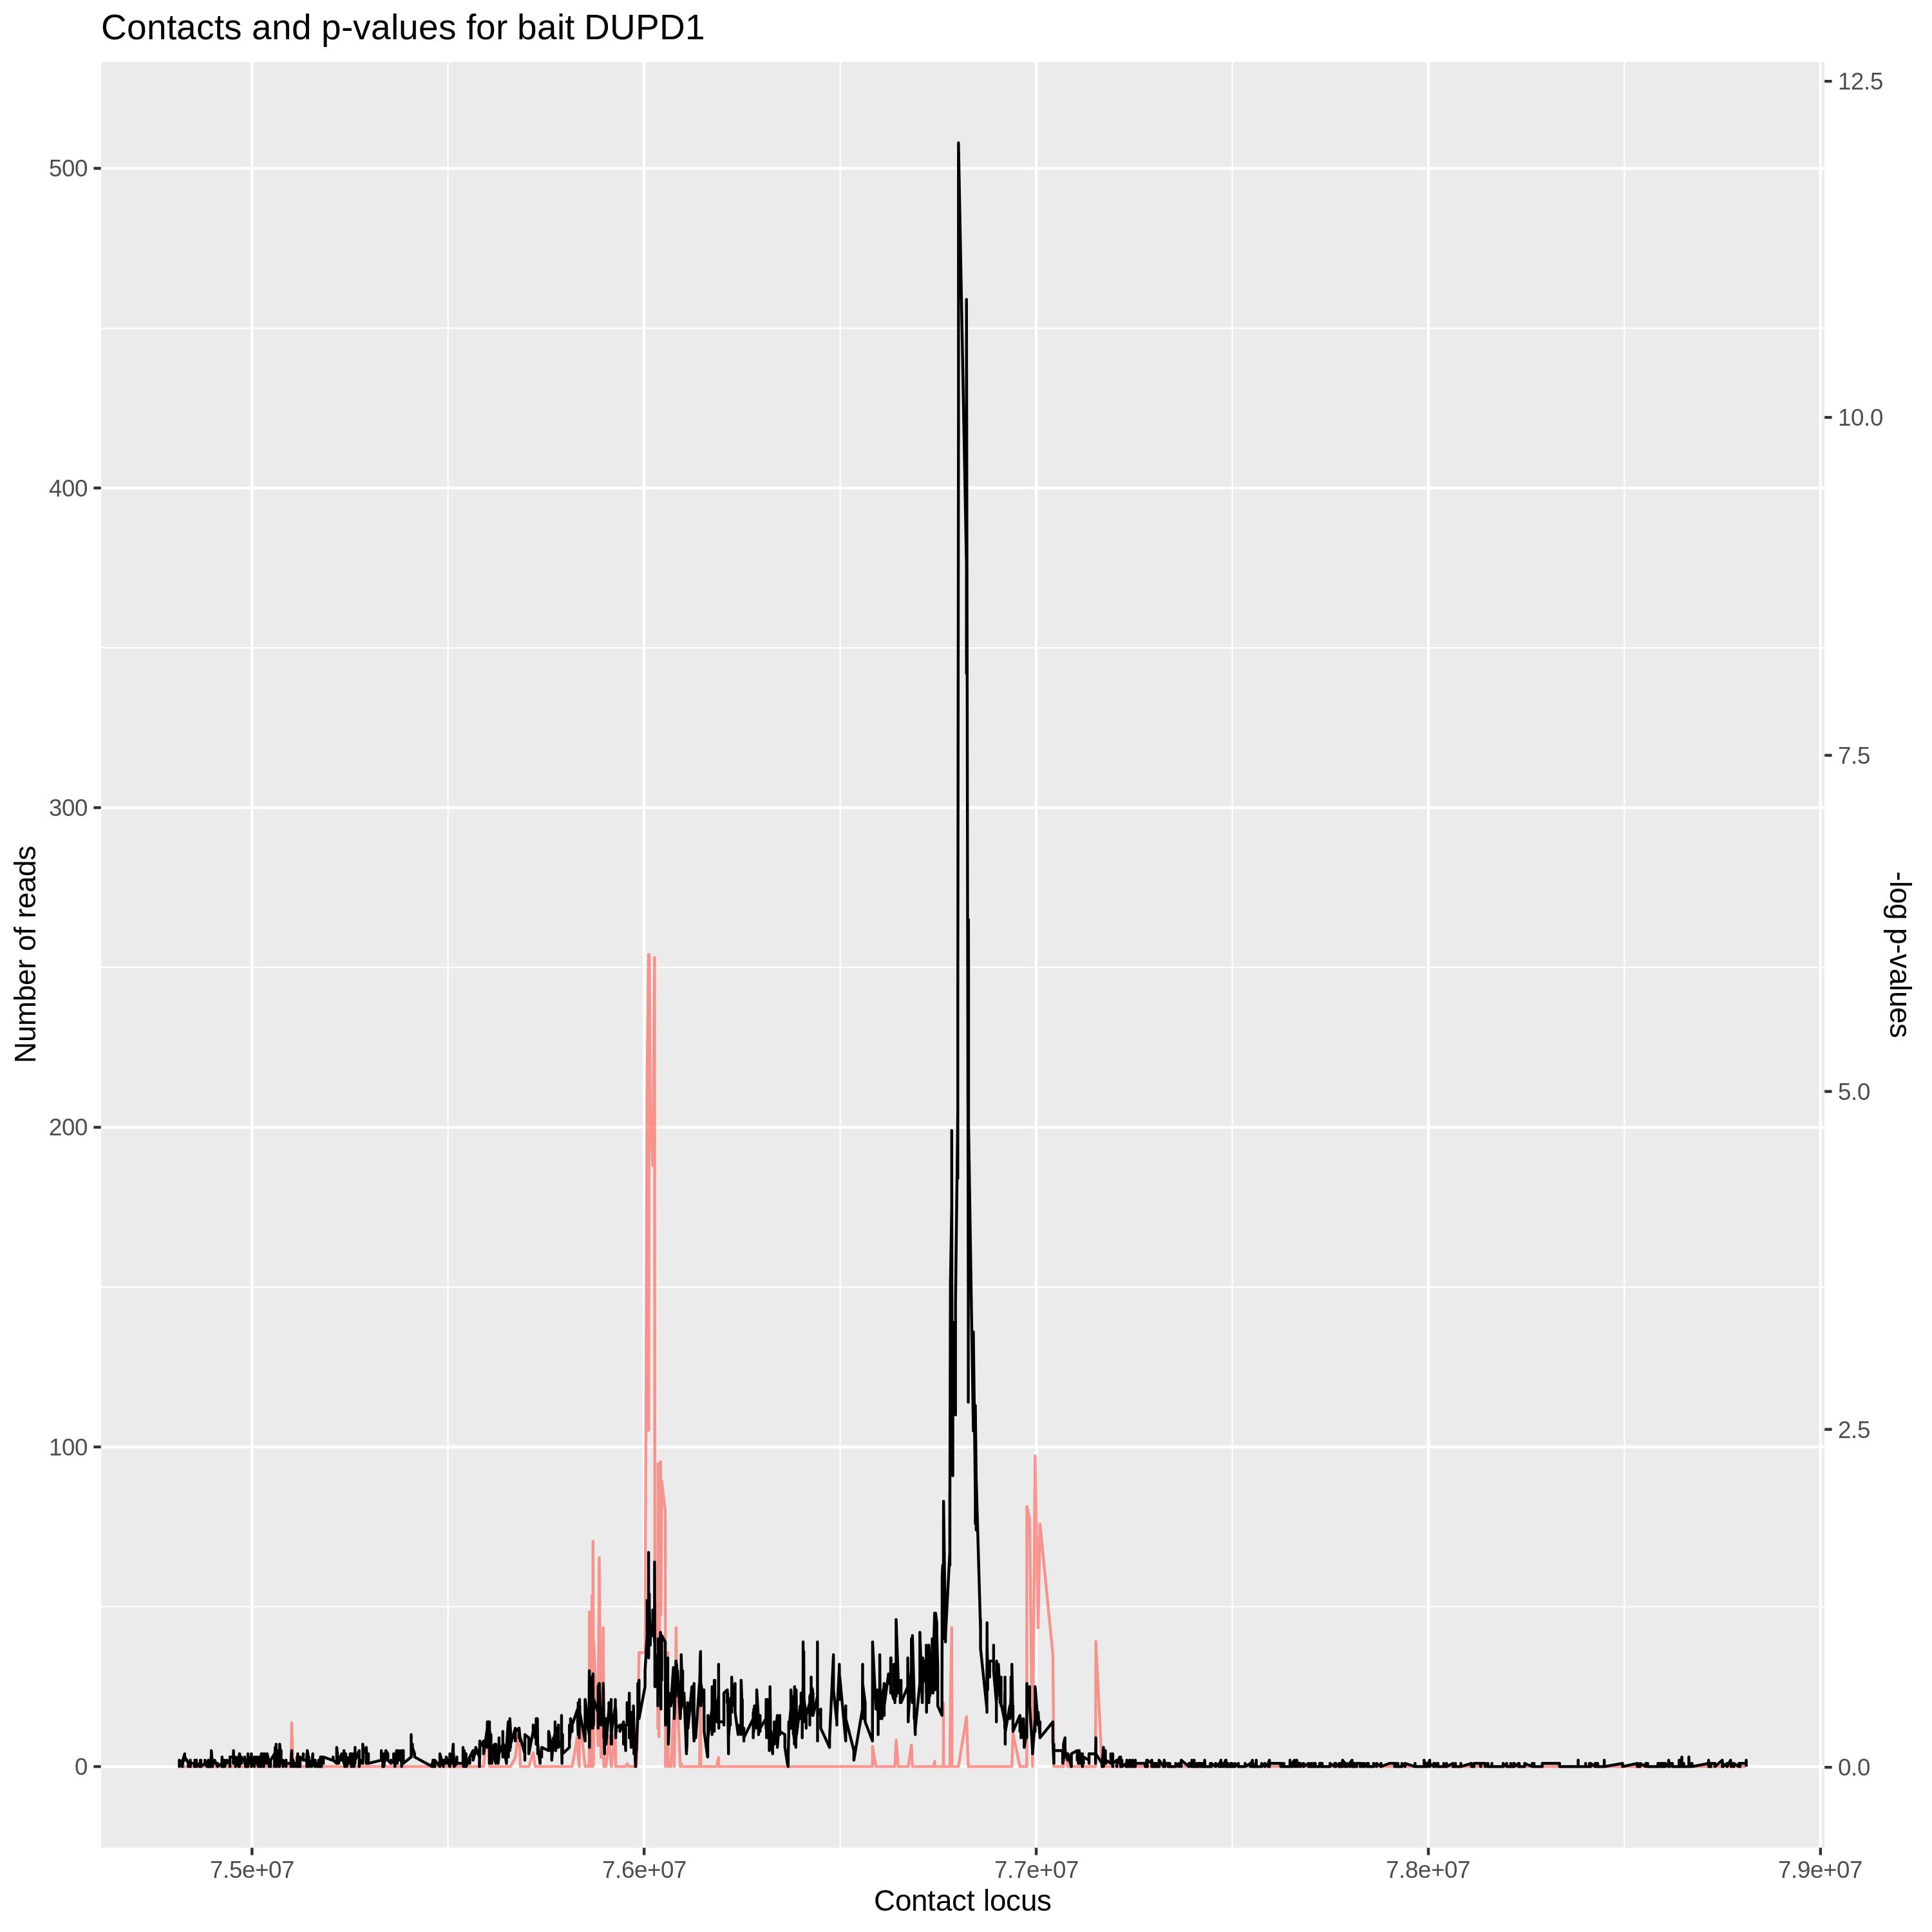 Contacts and p-values for bait DUPD1
12.5
500
10.0
400
7.5
300
Number of reads
-log p-values
5.0
200
2.5
100
0
0.0
7.5e+07 7.6e+07 7.7e+07 7.8e+07 7.9e+07
Contact locus